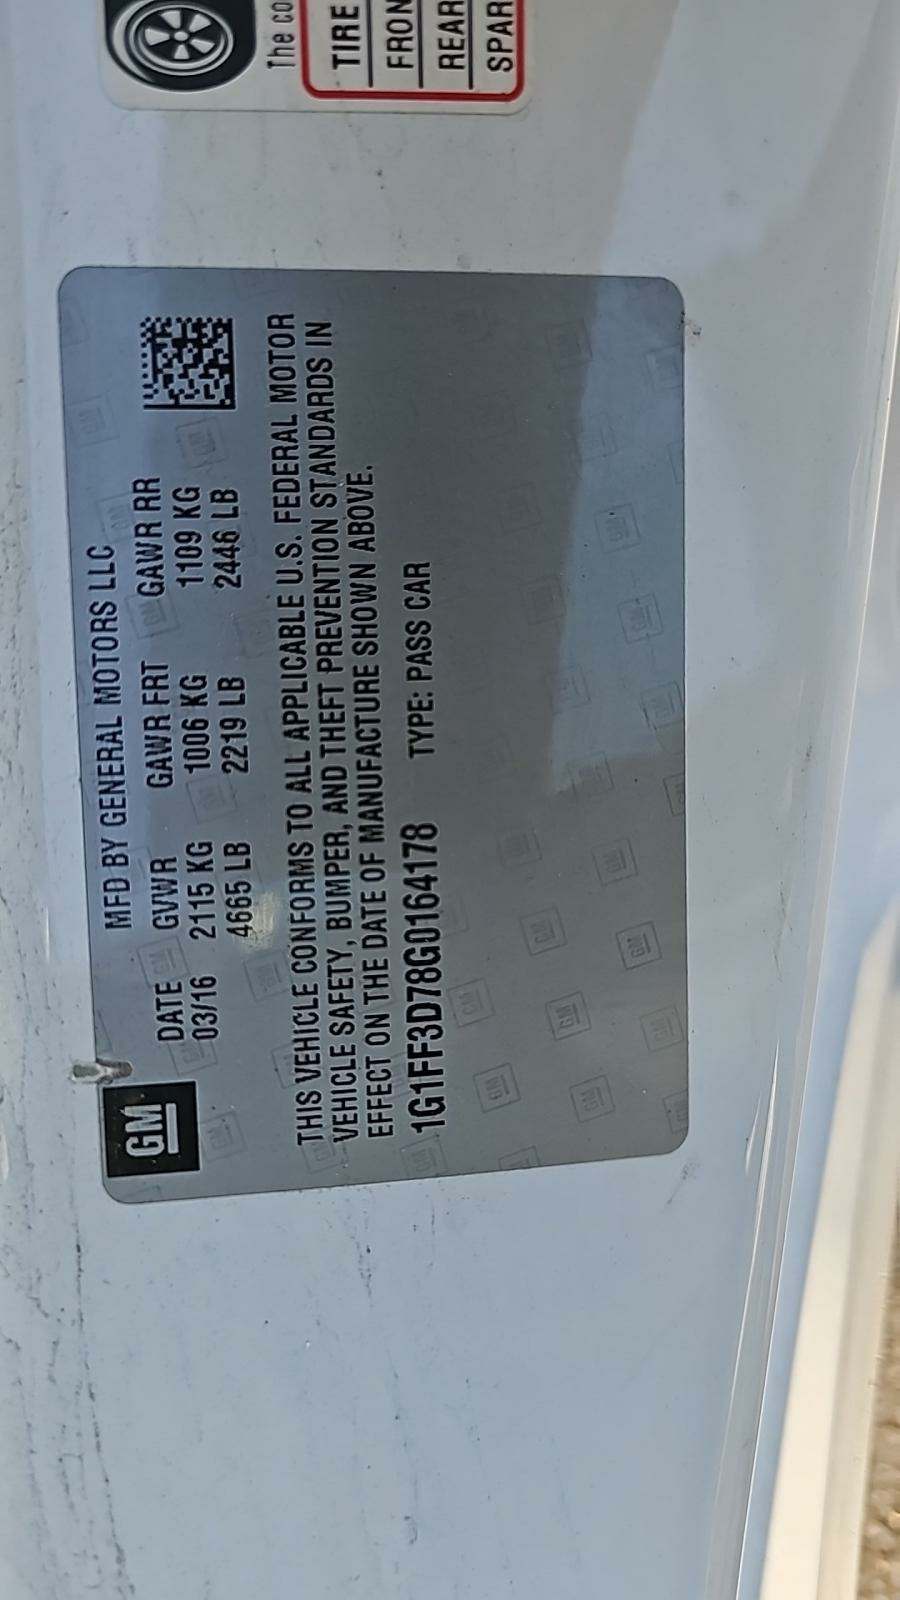 The co
TIRE
FRON
REAR
SPAR
GM
MFD BY GENERAL MOTORS LLC
DATE GVWR GAWR FRT GAWR RR
03/16 2115 KG 1006 KG 1109 KG
4665 LB 2219 LB 2446 LB
THIS VEHICLE CONFORMS TO ALL APPLICABLE U.S. FEDERAL MOTOR
VEHICLE SAFETY, BUMPER, AND THEFT PREVENTION STANDARDS IN
EFFECT ON THE DATE OF MANUFACTURE SHOWN ABOVE.
1G1FF3D78G0164178 TYPE: PASS CAR